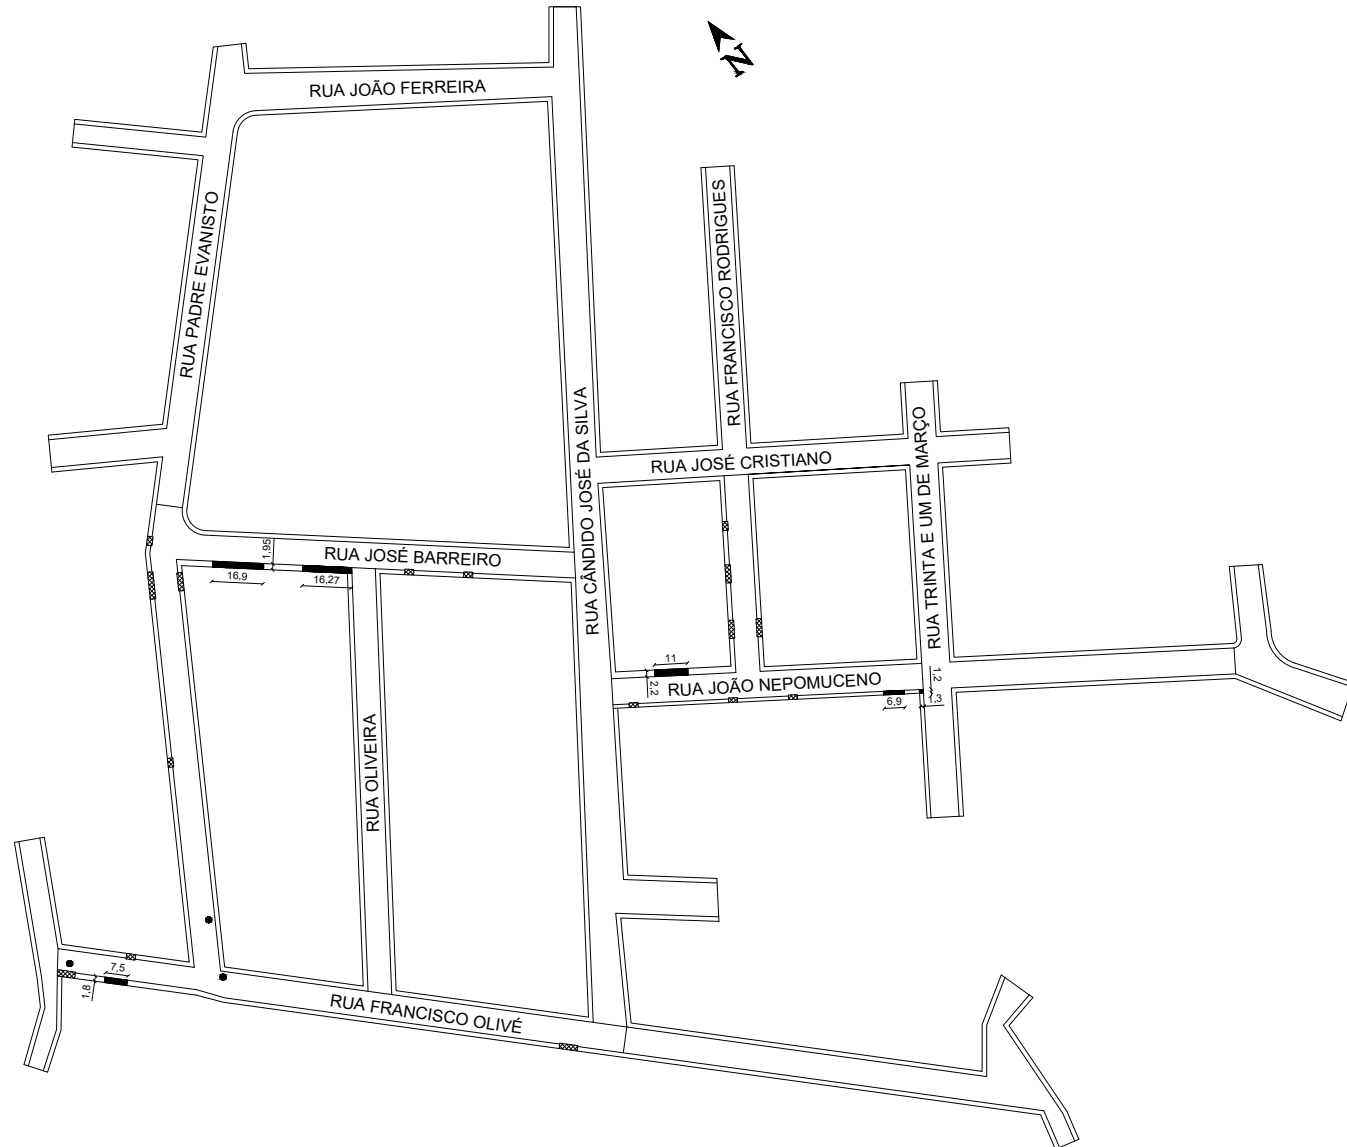 N
RUA JOÃO FERREIRA
RUA PADRE EVANISTO
RUA FRANCISCO RODRIGUES
RUA CÂNDIDO JOSÉ DA SILVA
RUA JOSÉ CRISTIANO
RUA TRINTA E UM DE MARÇO
1,95
RUA JOSÉ BARREIRO
16,9
16,27
11
2,2
RUA JOÃO NEPOMUCENO
1,2
6,9
1,3
RUA OLIVEIRA
7,5
1,8
RUA FRANCISCO OLIVÉ